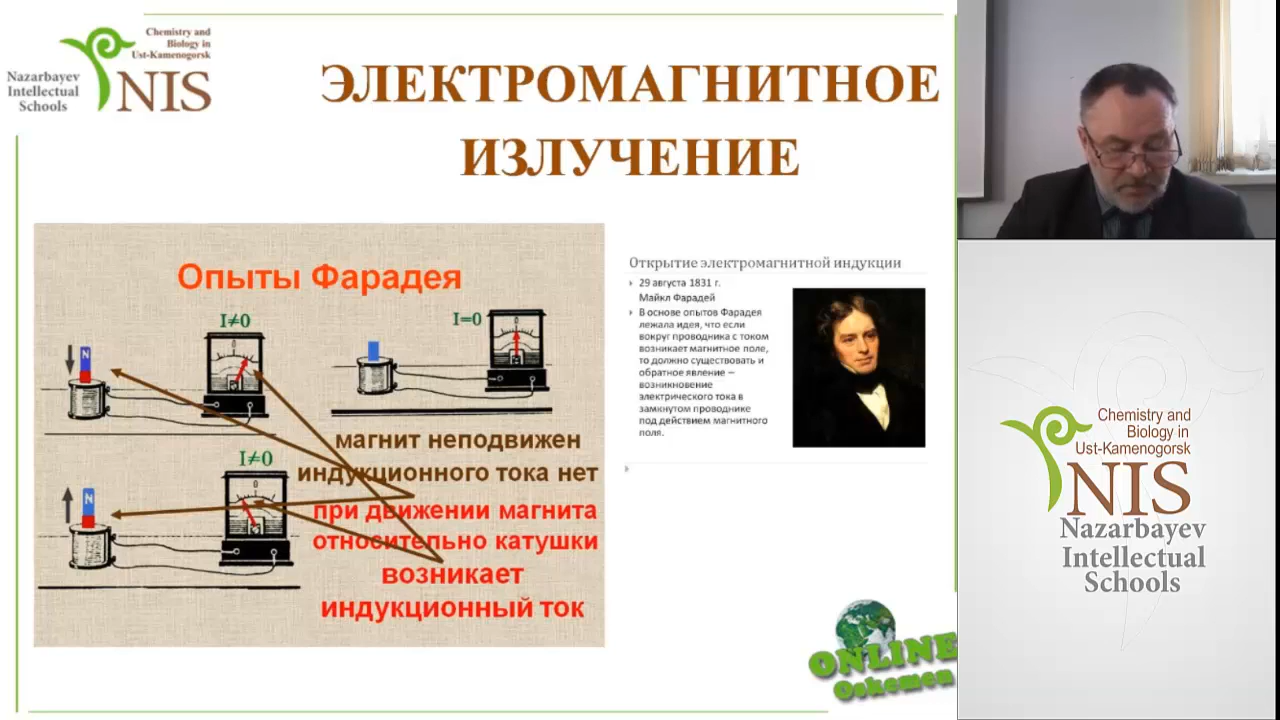 Chemistry and
Biology in
Ust-Kamenogorsk
Nazarbayev
Intellectual
Schools
NIS
ЭЛЕКТРОМАГНИТНОЕ
ИЗЛУЧЕНИЕ
Опыты Фарадея
I≠0
I=0
0
N
магнит неподвижен
индукционного тока нет
I≠0
0
N
при движении магнита
относительно катушки
возникает
индукционный ток
Открытие электромагнитной индукции
29 августа 1831 г.
Майкл Фарадей
В основе опытов Фарадея
лежала идея, что если
вокруг проводника с током
возникает магнитное поле,
то должно существовать и
обратное явление –
возникновение
электрического тока в
замкнутом проводнике
под действием магнитного
поля.
ONLINE
Oskemen
Chemistry and
Biology in
Ust-Kamenogorsk
NIS
Nazarbayev
Intellectual
Schools